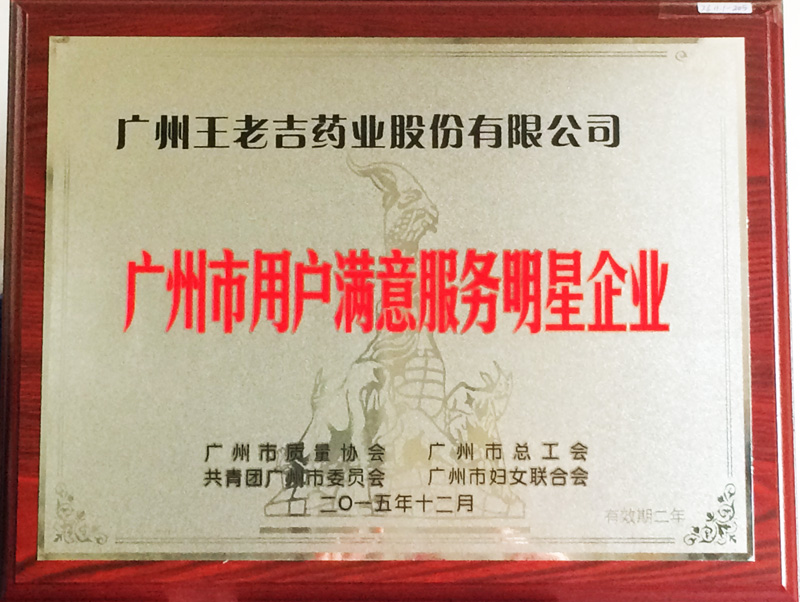 广州王老吉药业股份有限公司
广州市用户满意服务明星企业
广州市质量协会 广州市总工会
共青团广州市委员会 广州市妇女联合会
二〇一五年十二月
有效期二年